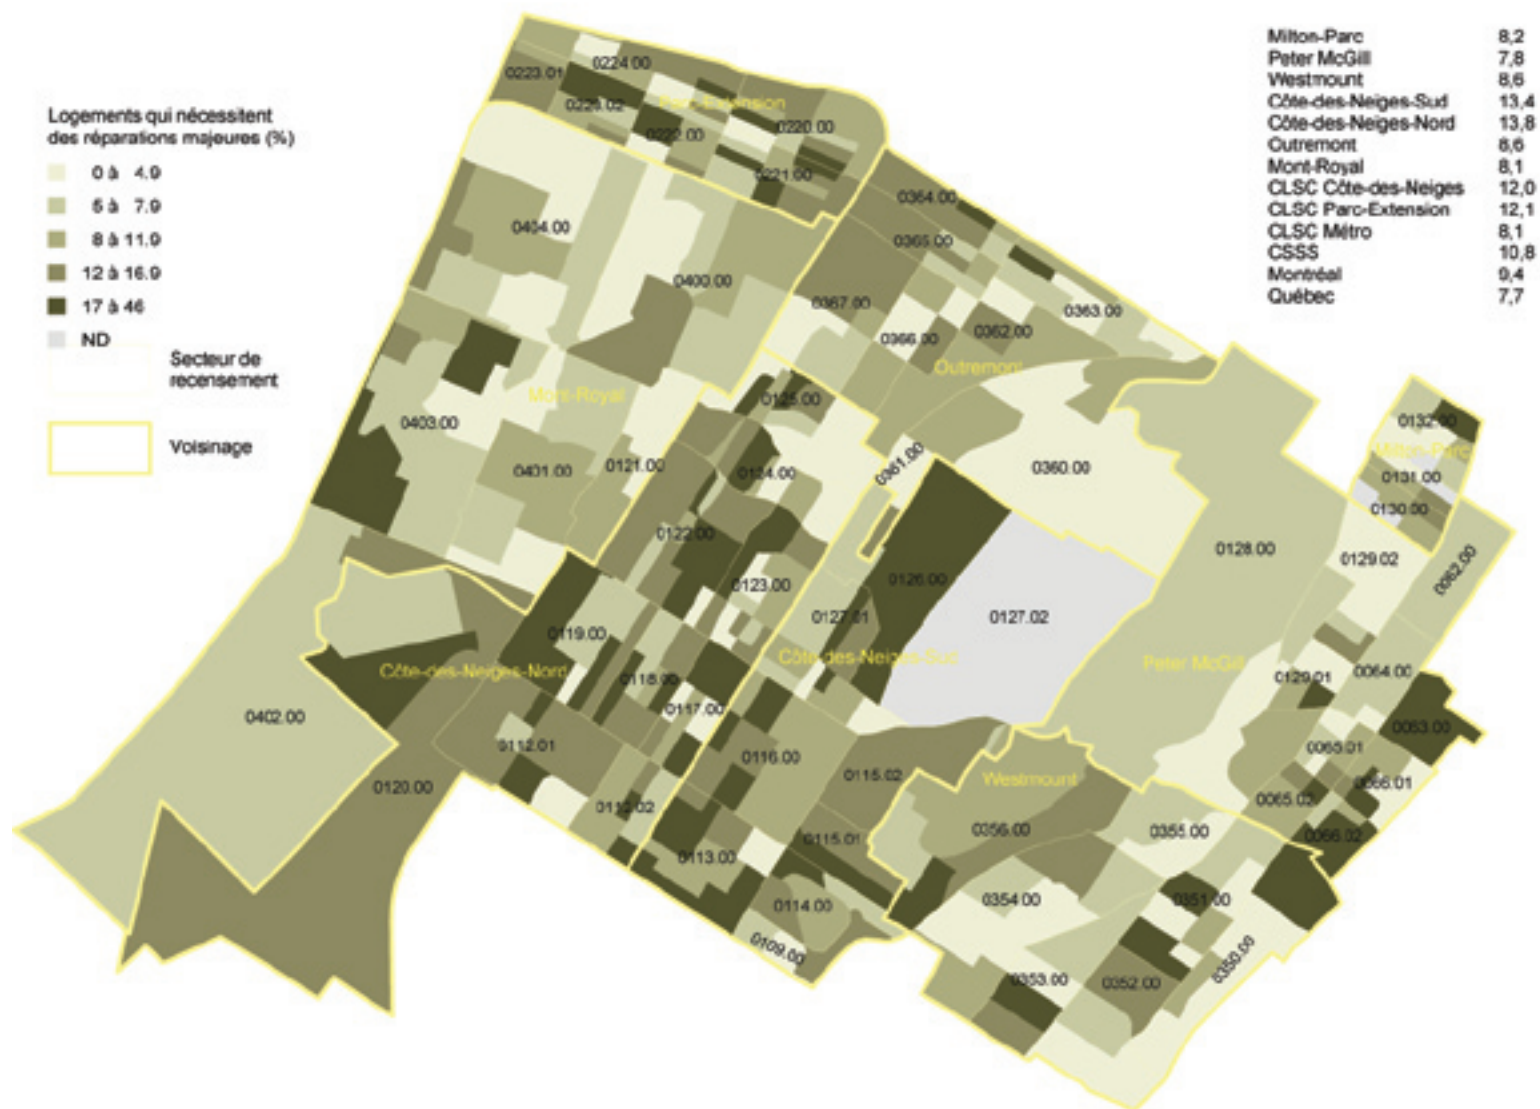 Logements qui nécessitent
des réparations majeures (%)
0 à 4.9
5 à 7.9
8 à 11.9
12 à 16.9
17 à 46
ND
Secteur de
recensement
Voisinage
Milton-Parc 8,2
Peter McGill 7,8
Westmount 8,6
Côte-des-Neiges-Sud 13,4
Côte-des-Neiges-Nord 13,8
Outremont 8,6
Mont-Royal 8,1
CLSC Côte-des-Neiges 12,0
CLSC Parc-Extension 12,1
CLSC Métro 8,1
CSSS 10,8
Montréal 9,4
Québec 7,7
0224.00
0223.01
Parc-Extension
0220.00
0222.00
0221.00
0364.00
0404.00
0365.00
0400.00
0367.00
0363.00
0366.00
0362.00
Outremont
Mont-Royal
0125.00
0403.00
0132.00
Milton-Parc
0401.00
0121.00
0124.00
0361.00
0360.00
0131.00
0130.00
0122.00
0128.00
0129.02
0062.00
0123.00
0126.00
0127.01
0127.02
0119.00
Côte-des-Neiges-Nord
0118.00
Côte-des-Neiges-Sud
Peter McGill
0129.01
0064.00
0402.00
0117.00
0063.00
0112.01
0116.00
0065.01
0120.00
0115.02
Westmount
0066.01
0065.02
0112.02
0356.00
0355.00
0066.02
0115.01
0113.00
0354.00
0351.00
0114.00
0109.00
0353.00
0352.00
0350.00